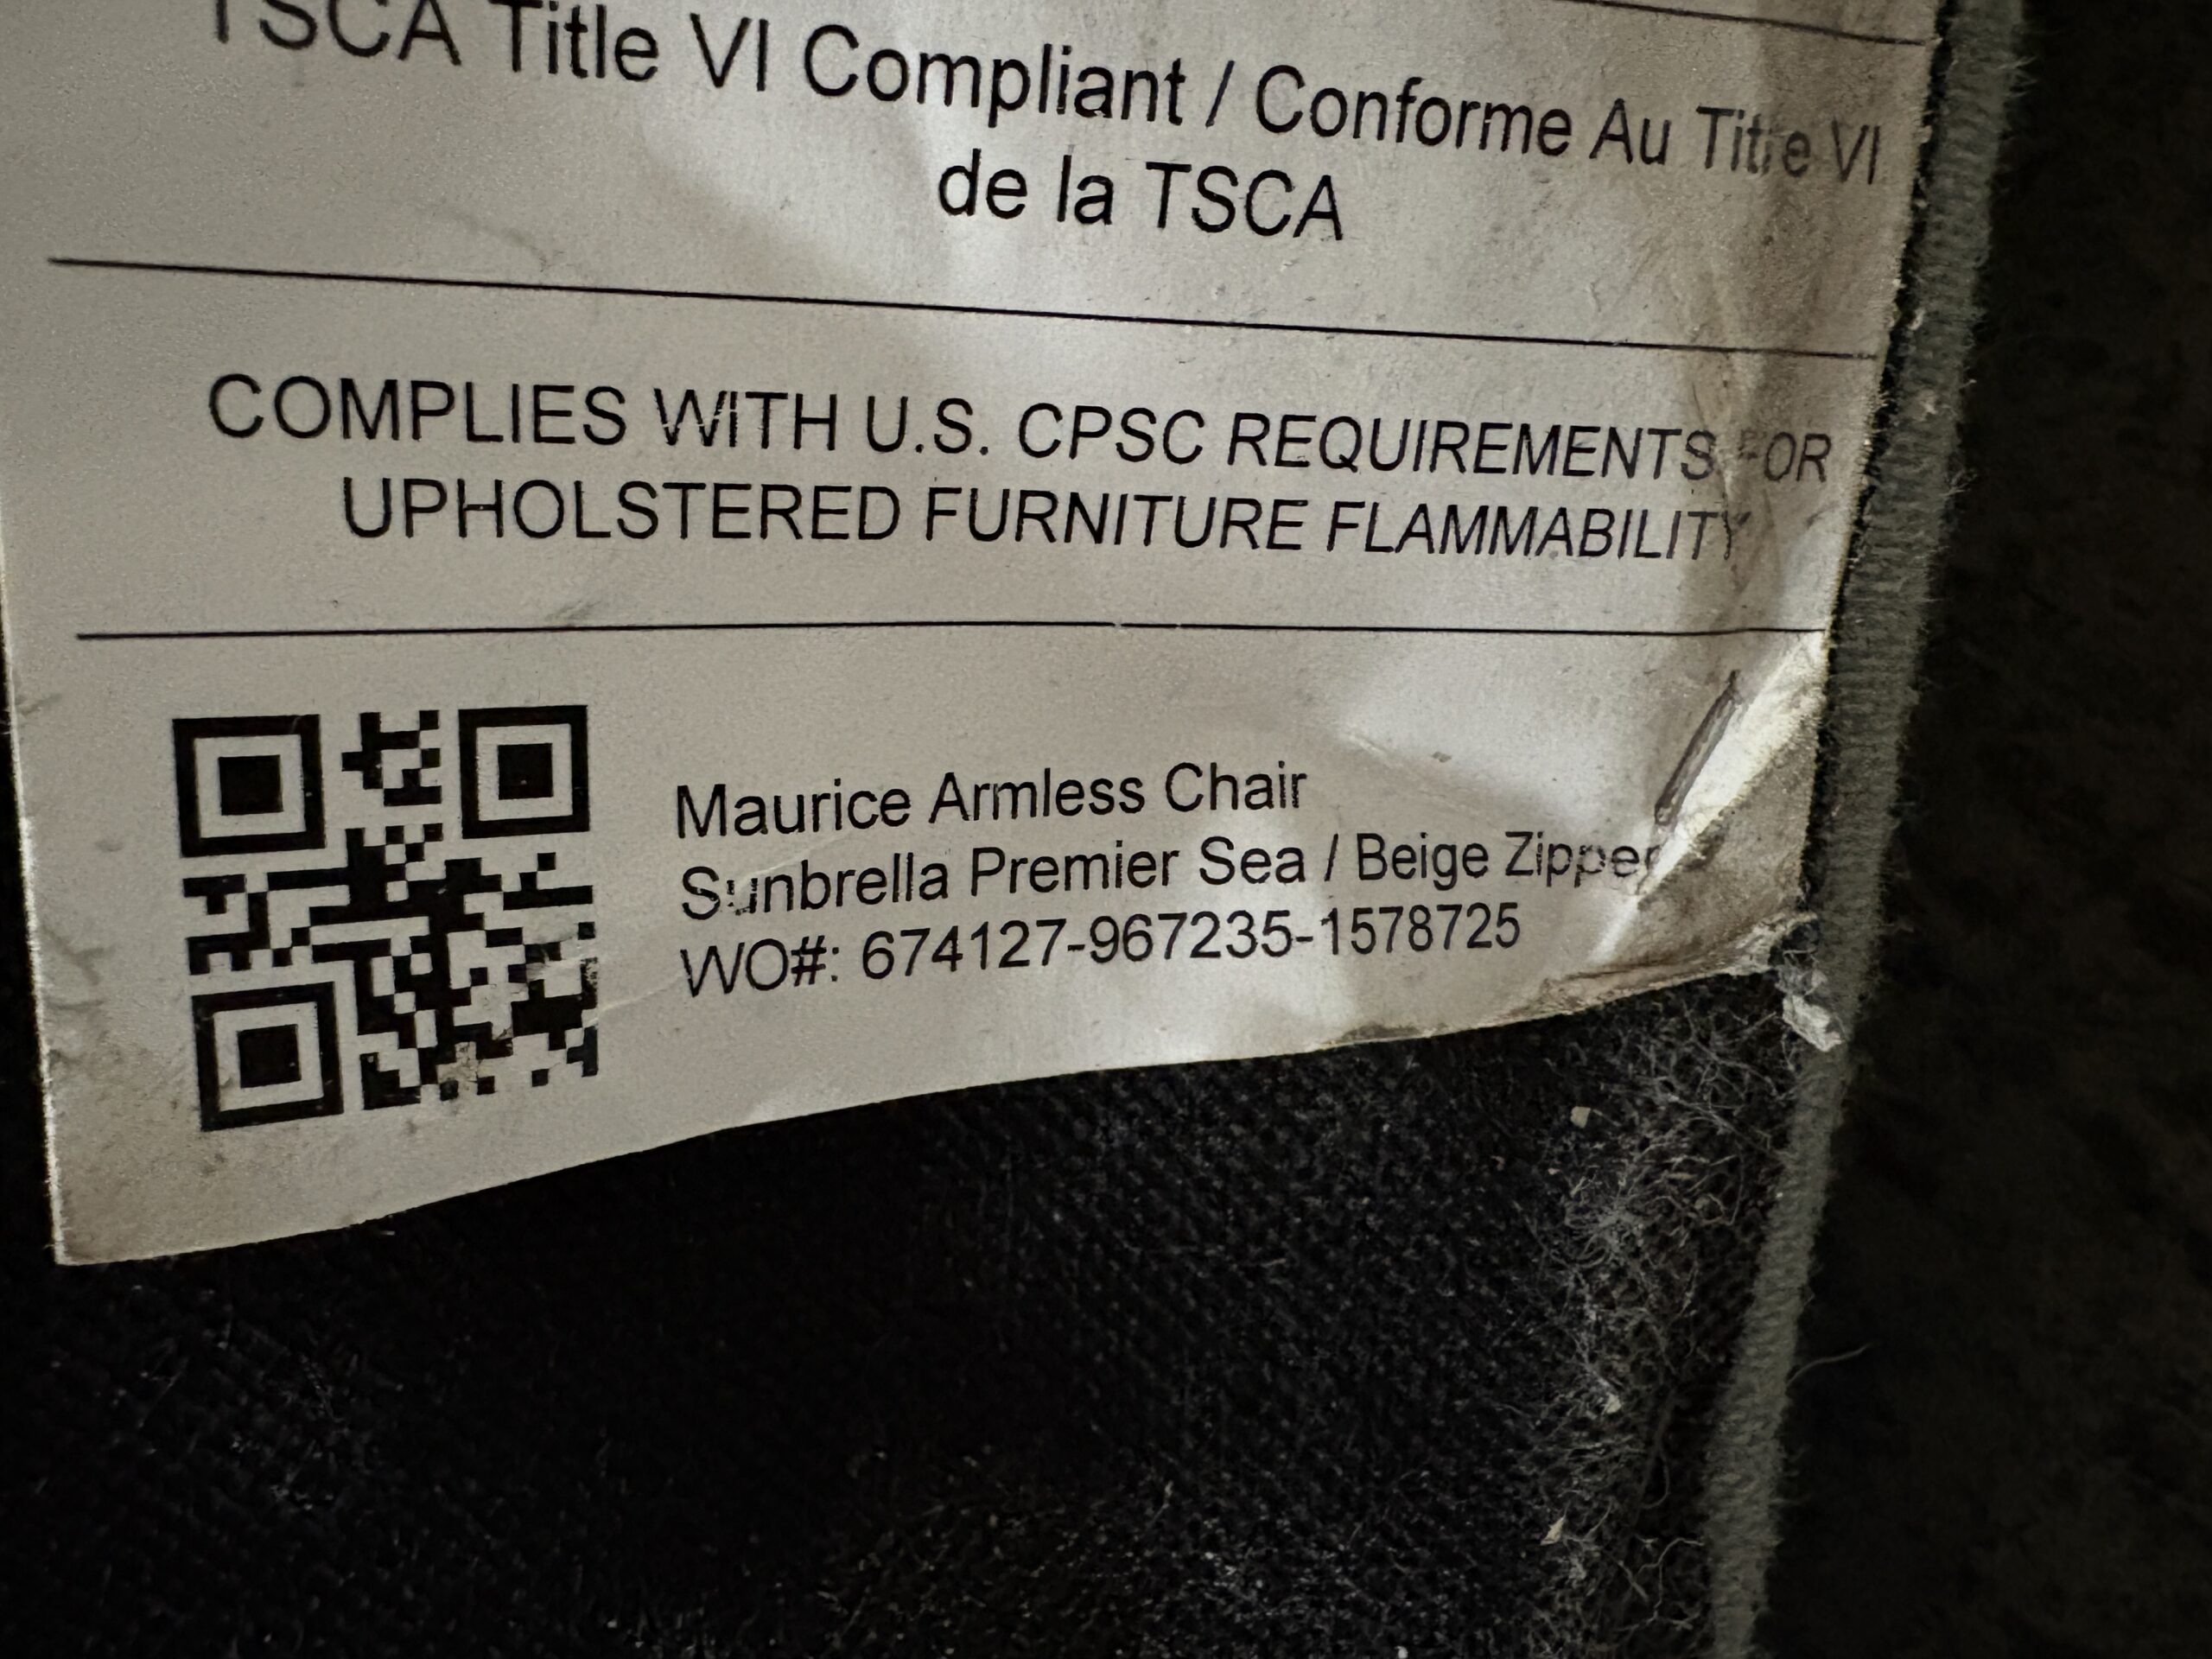 TSCA Title VI Compliant / Conforme Au Titre VI
de la TSCA
COMPLIES WITH U.S. CPSC REQUIREMENTS FOR
UPHOLSTERED FURNITURE FLAMMABILITY
Maurice Armless Chair
Sunbrella Premier Sea / Beige Zipper
WO#: 674127-967235-1578725